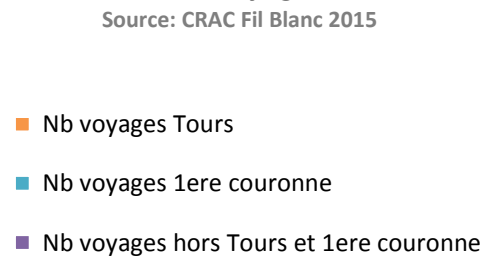 Source: CRAC Fil Blanc 2015
Nb voyages Tours
Nb voyages 1ere couronne
Nb voyages hors Tours et 1ere couronne